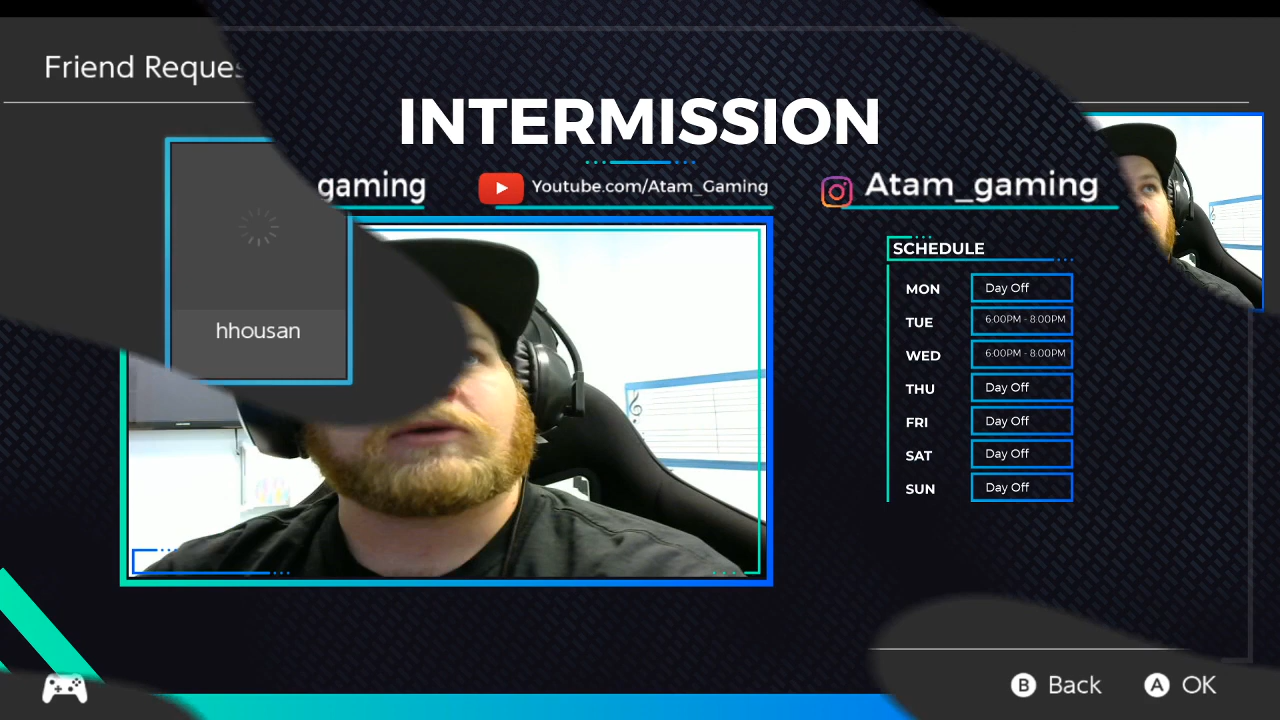 Friend Reques
INTERMISSION
gaming
Youtube.com/Atam_Gaming
Atam_gaming
SCHEDULE
MON Day Off
TUE 6:00PM - 8:00PM
WED 6:00PM - 8:00PM
THU Day Off
FRI Day Off
SAT Day Off
SUN Day Off
hhousan
B Back A OK